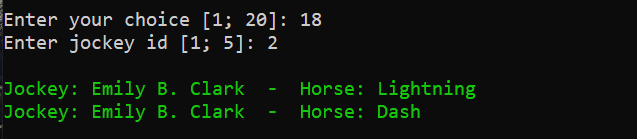 Enter your choice [1; 20]: 18
Enter jockey id [1; 5]: 2
Jockey: Emily B. Clark  -  Horse: Lightning
Jockey: Emily B. Clark  -  Horse: Dash